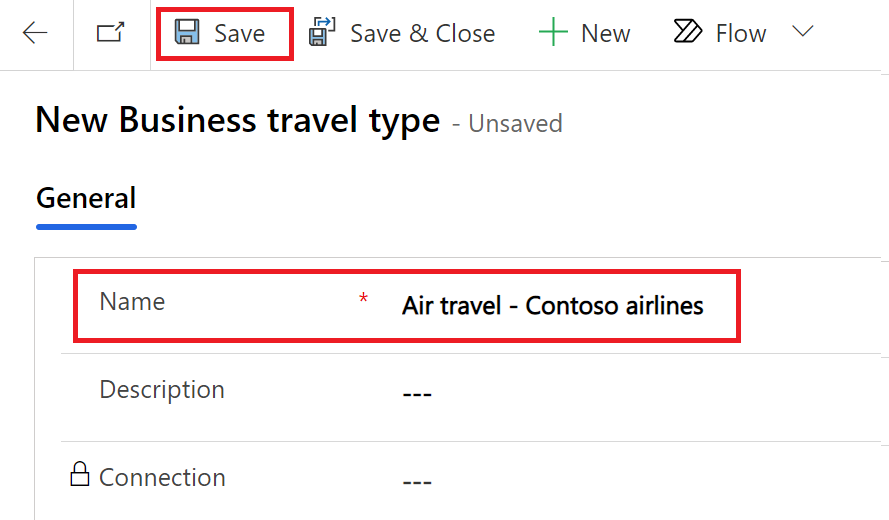 Save Save & Close New Flow
New Business travel type - Unsaved
General
Name * Air travel - Contoso airlines
Description ---
Connection ---